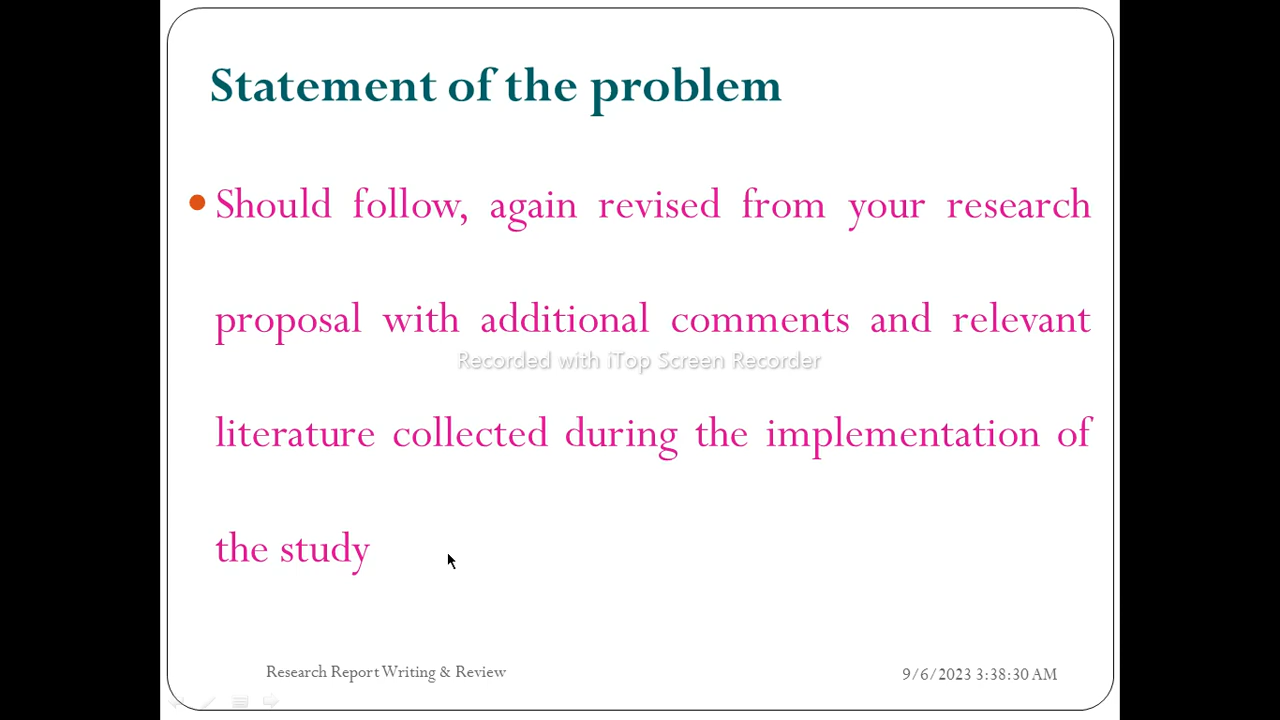 Statement of the problem
• Should follow, again revised from your research
proposal with additional comments and relevant
Recorded with iTop Screen Recorder
literature collected during the implementation of
the study
Research Report Writing & Review
9/6/2023 3:38:30 AM